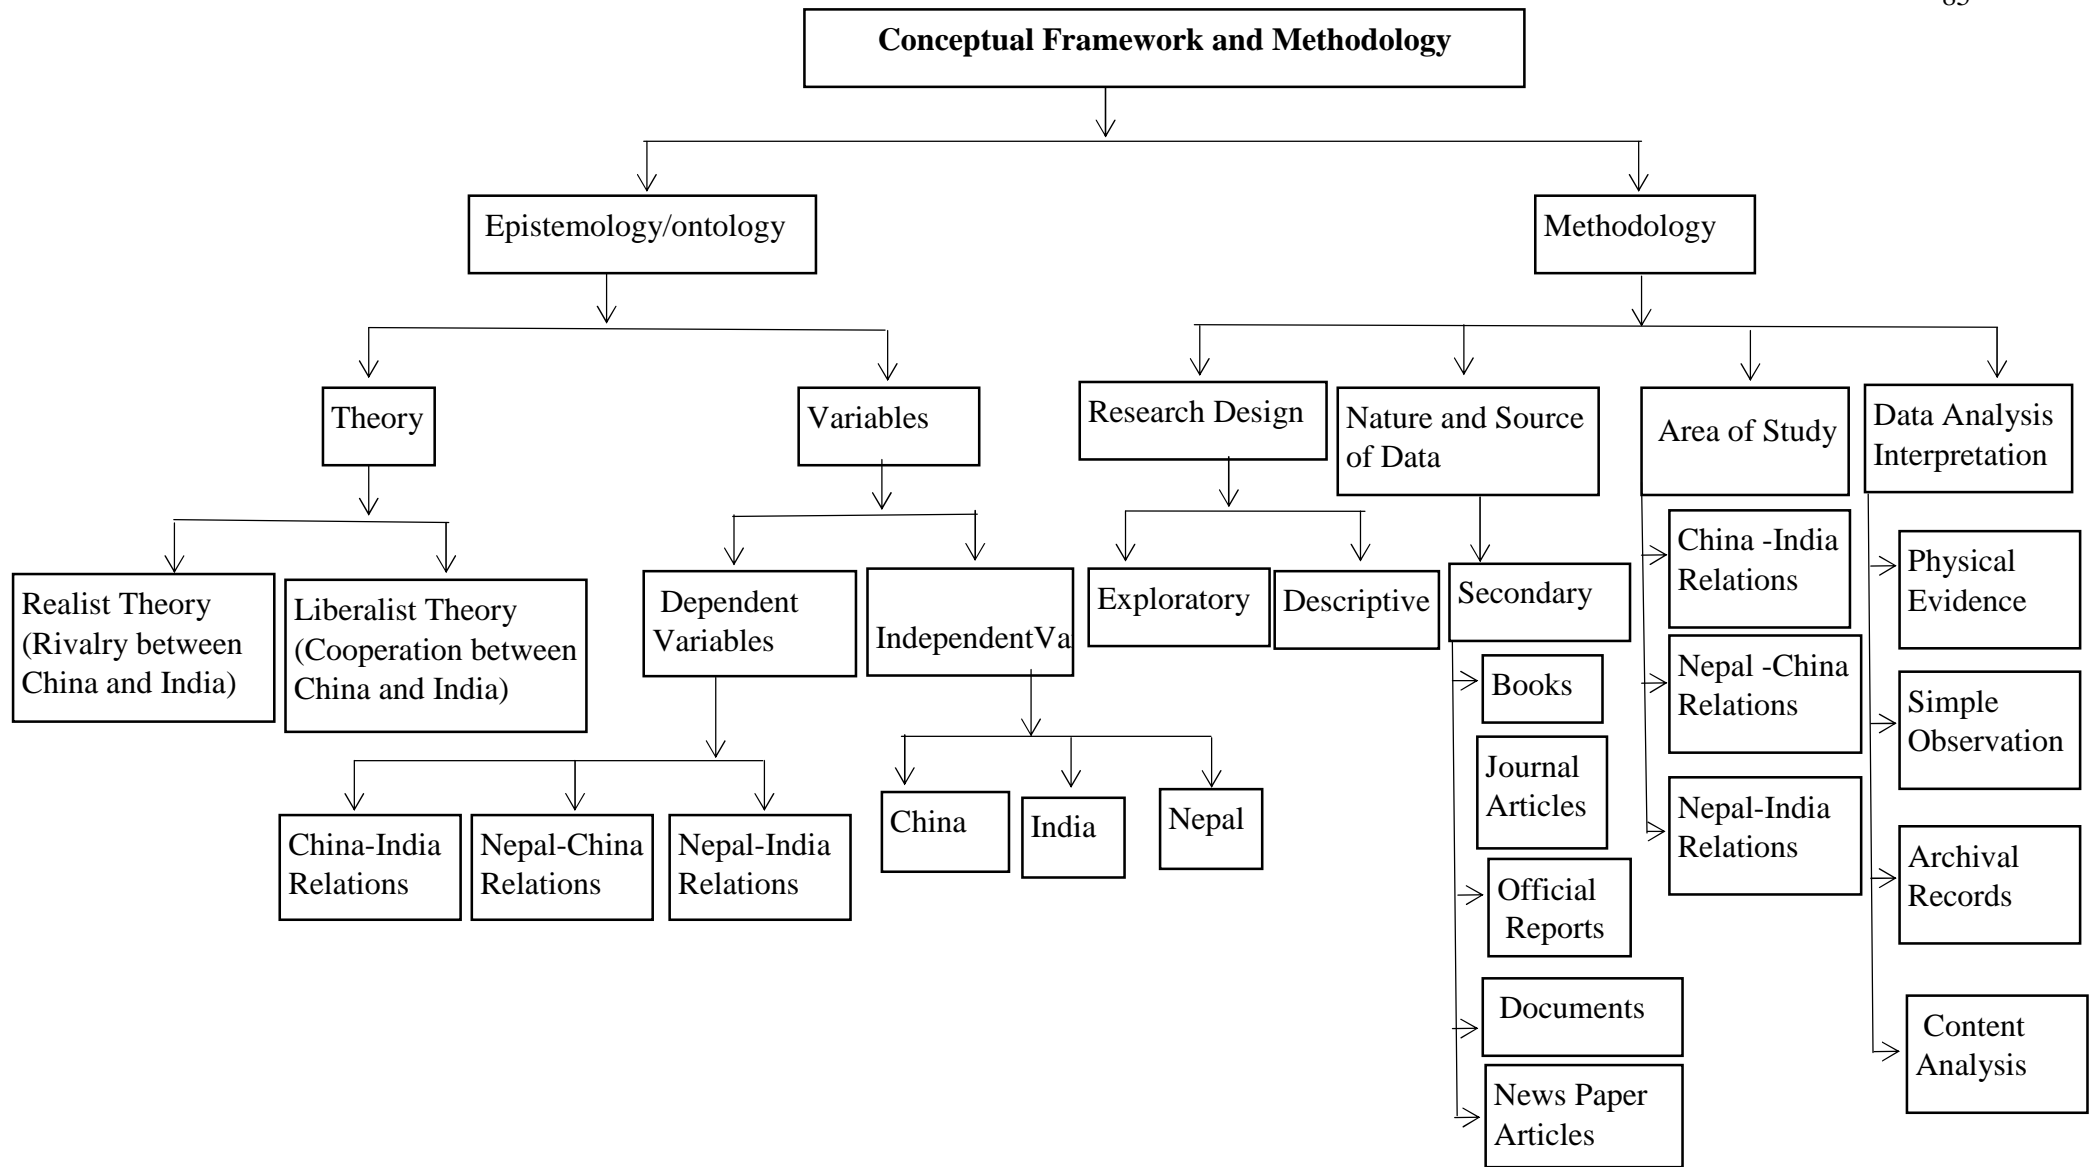 Conceptual Framework and Methodology
Epistemology/ontology
Methodology
Theory
Variables
Research Design
Nature and Source
of Data
Area of Study
Data Analysis
Interpretation
Realist Theory
(Rivalry between
China and India)
Liberalist Theory
(Cooperation between
China and India)
Dependent
Variables
IndependentVa
Exploratory
Descriptive
Secondary
China -India
Relations
Physical
Evidence
Books
Nepal -China
Relations
Simple
Observation
Journal
Articles
China-India
Relations
Nepal-China
Relations
Nepal-India
Relations
China
India
Nepal
Nepal-India
Relations
Official
Reports
Archival
Records
Documents
Content
Analysis
News Paper
Articles